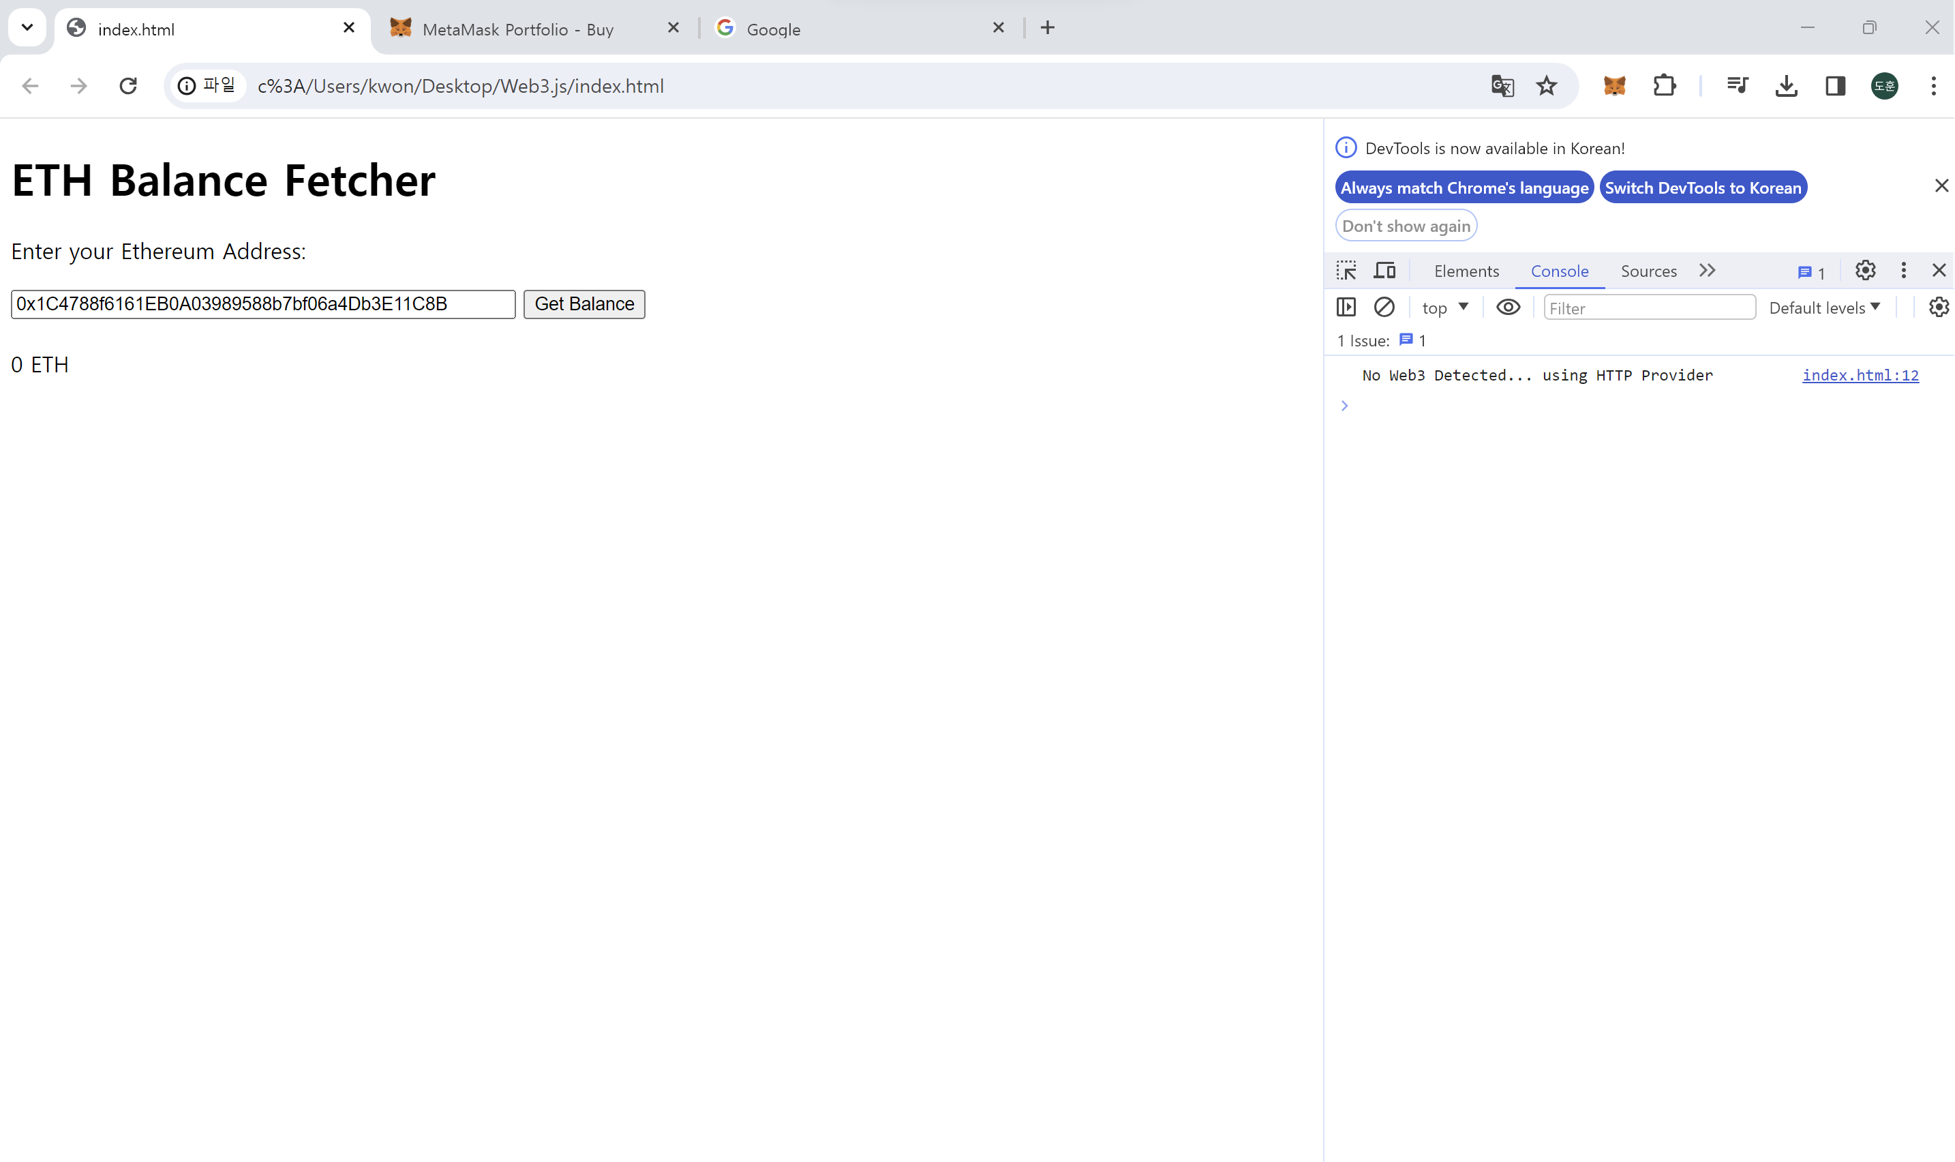 index.html
MetaMask Portfolio - Buy
Google
파일
c%3A/Users/kwon/Desktop/Web3.js/index.html
도훈
ETH Balance Fetcher
Enter your Ethereum Address:
0x1C4788f6161EB0A03989588b7bf06a4Db3E11C8B
Get Balance
0 ETH
DevTools is now available in Korean!
Always match Chrome's language
Switch DevTools to Korean
Don't show again
Elements
Console
Sources
1
top
Filter
Default levels
1 Issue:
1
No Web3 Detected... using HTTP Provider
index.html:12